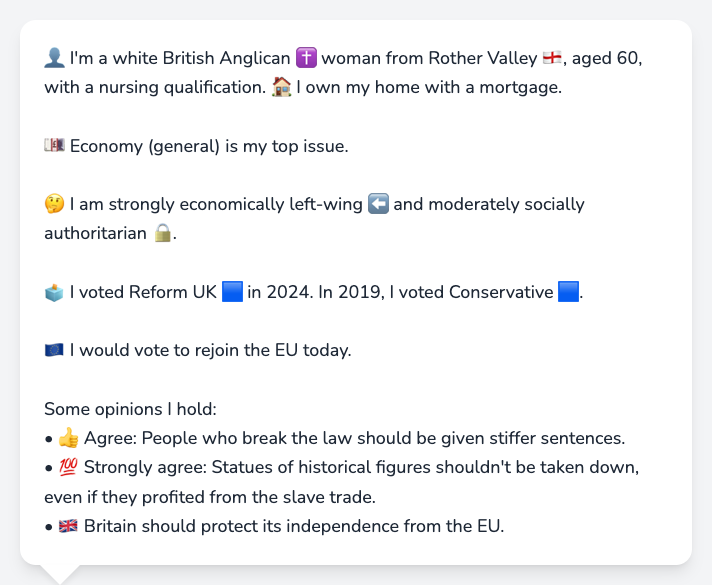 👤 I'm a white British Anglican ✝️ woman from Rother Valley 🏴󠁧󠁢󠁥󠁮󠁧󠁿, aged 60,
with a nursing qualification. 🏠 I own my home with a mortgage.
💷 Economy (general) is my top issue.
🤔 I am strongly economically left-wing ⬅️ and moderately socially
authoritarian 🔒.
🗳️ I voted Reform UK 🟦 in 2024. In 2019, I voted Conservative 🟦.
🇪🇺 I would vote to rejoin the EU today.
Some opinions I hold:
• 👍 Agree: People who break the law should be given stiffer sentences.
• 💯 Strongly agree: Statues of historical figures shouldn't be taken down,
even if they profited from the slave trade.
• 🇬🇧 Britain should protect its independence from the EU.